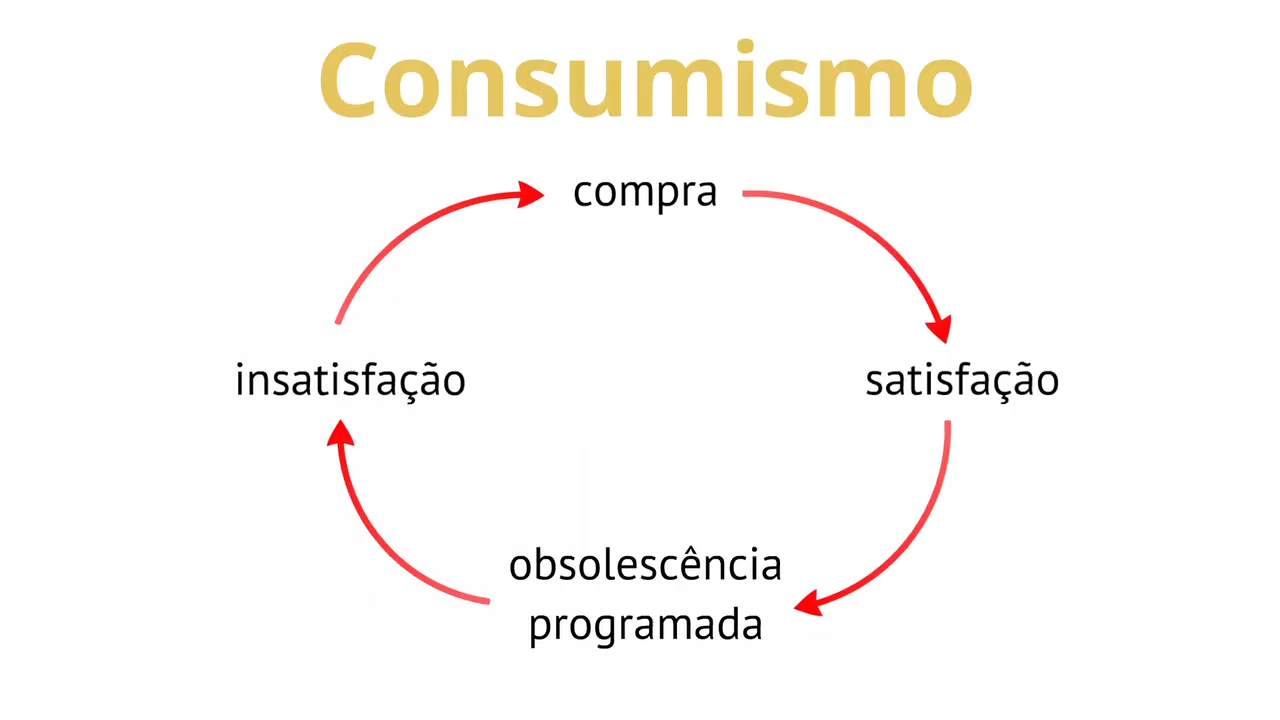 Consumismo
compra
insatisfação
satisfação
obsolescência
programada